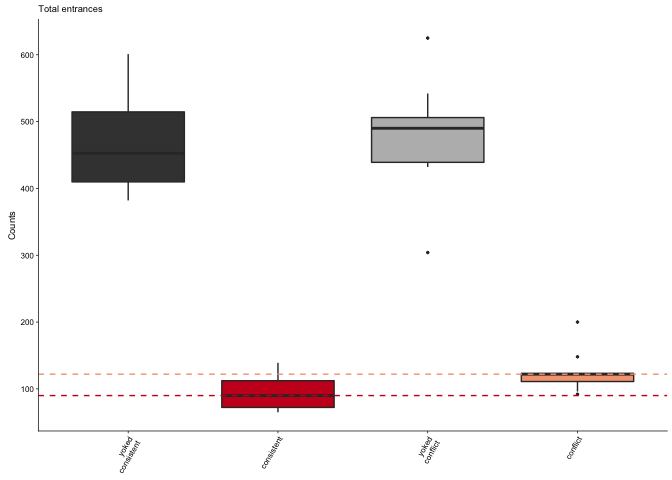 Total entrances
Counts
600
500
400
300
200
100
yoked
consistent
consistent
yoked
conflict
conflict